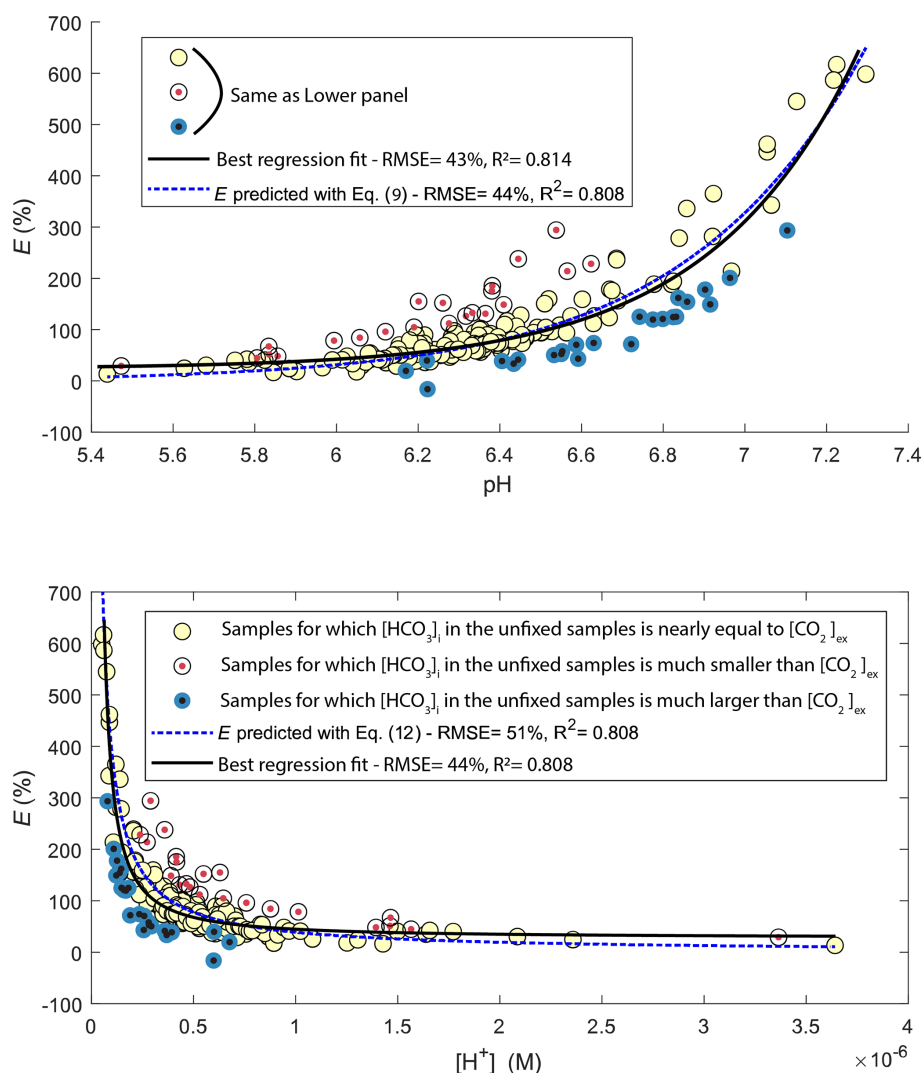 700
600
500
400
300
200
100
0
-100
E (%)
Same as Lower panel
Best regression fit - RMSE= 43%, R²= 0.814
E predicted with Eq. (9) - RMSE= 44%, R²= 0.808
5.4 5.6 5.8 6 6.2 6.4 6.6 6.8 7 7.2 7.4
pH
700
600
500
400
300
200
100
0
-100
E (%)
Samples for which [HCO₃]ᵢ in the unfixed samples is nearly equal to [CO₂]ₑₓ
Samples for which [HCO₃]ᵢ in the unfixed samples is much smaller than [CO₂]ₑₓ
Samples for which [HCO₃]ᵢ in the unfixed samples is much larger than [CO₂]ₑₓ
E predicted with Eq. (12) - RMSE= 51%, R²= 0.808
Best regression fit - RMSE= 44%, R²= 0.808
0 0.5 1 1.5 2 2.5 3 3.5 4
[H⁺] (M)
×10⁻⁶